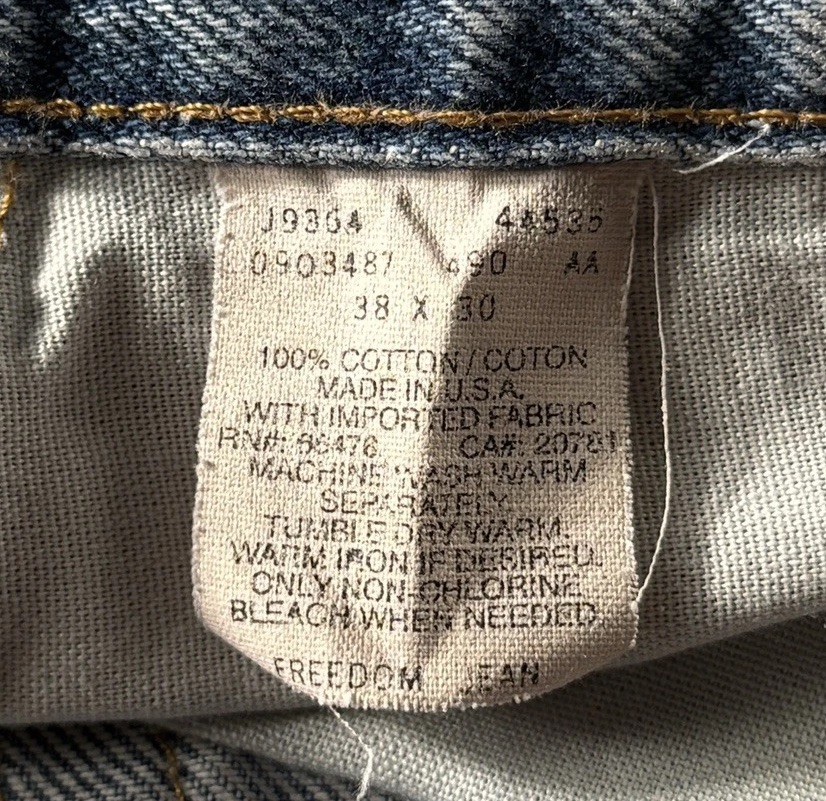 J9364 44535
0903487 490 AA
38 X 30
100% COTTON / COTON
MADE IN U.S.A.
WITH IMPORTED FABRIC
RN#: CA#: 20781
MACHINE WASH WARM
SEPARATELY
TUMBLE DRY WARM.
WARM IRON IF DESIRED.
ONLY NON-CHLORINE
BLEACH WHEN NEEDED
FREEDOM JEAN